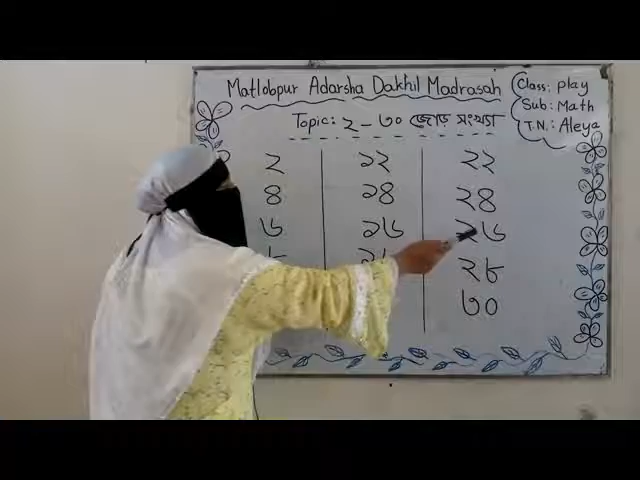 Matlobpur Adarsha Dakhil Madrasah
Class: play
Sub: Math
T.N.: Aleya
Topic: ২ - ৩০ জোড় সংখ্যা
২ ১২ ২২
৪ ১৪ ২৪
৬ ১৬ ২৬
২৮
৩০